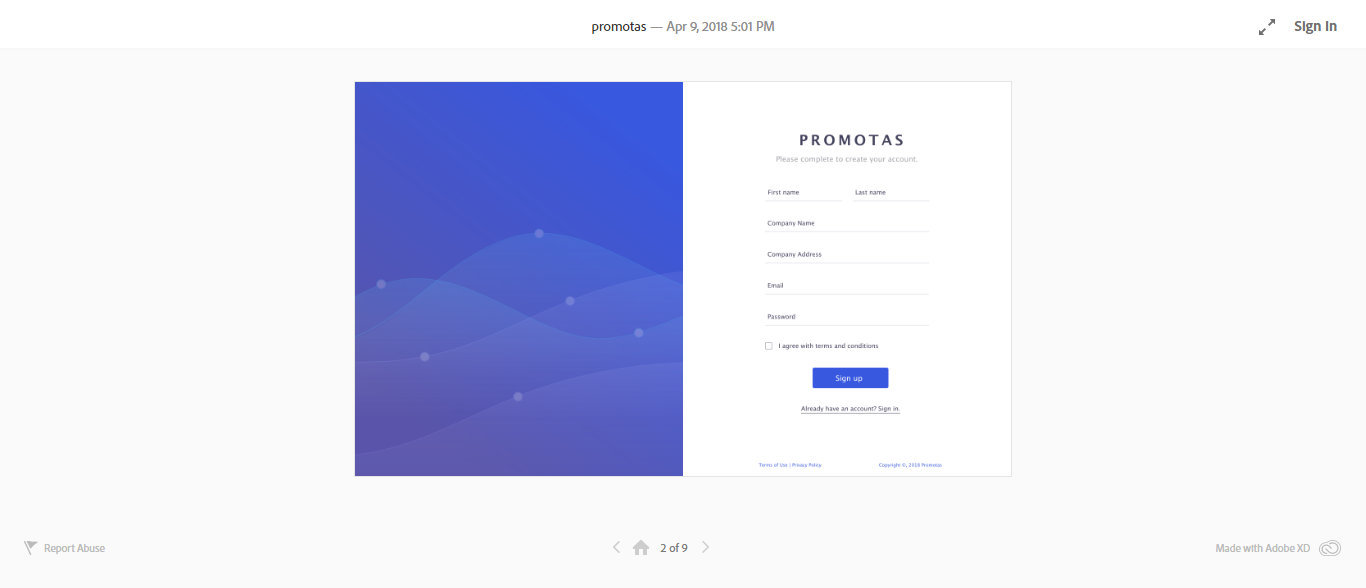 promotas — Apr 9, 2018 5:01 PM
Sign In
PROMOTAS
Please complete to create your account.
First name Last name
Company Name
Company Address
Email
Password
I agree with terms and conditions
Sign up
Already have an account? Sign in.
Terms of Use | Privacy Policy Copyright ©, 2018 Promotas
Report Abuse
2 of 9
Made with Adobe XD